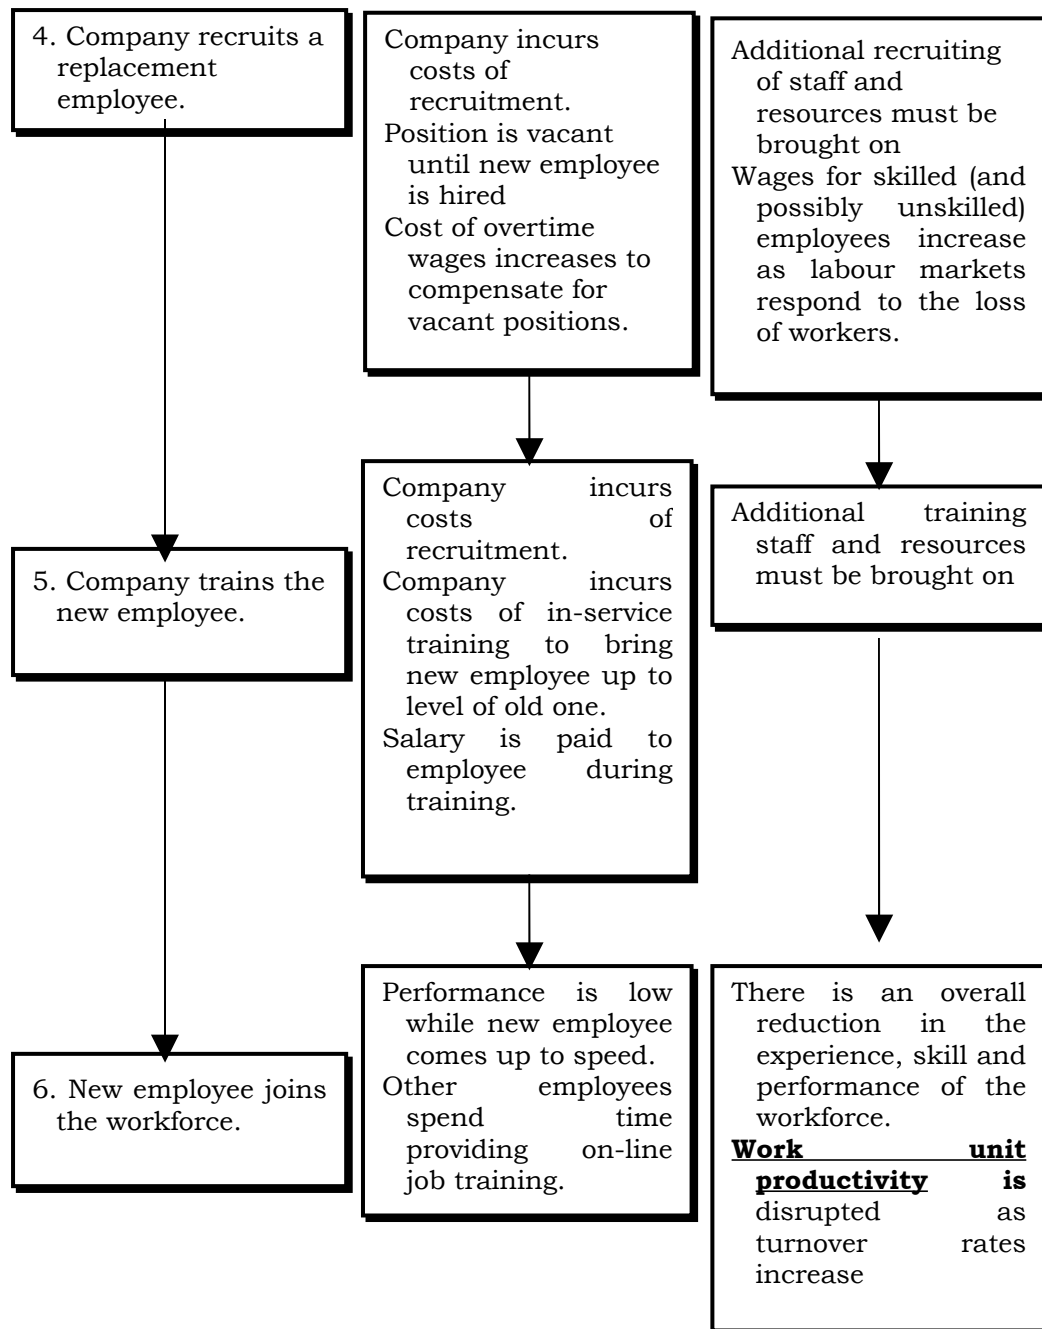 4. Company recruits a
replacement
employee.
Company incurs
costs of
recruitment.
Position is vacant
until new employee
is hired
Cost of overtime
wages increases to
compensate for
vacant positions.
Additional recruiting
of staff and
resources must be
brought on
Wages for skilled (and
possibly unskilled)
employees increase
as labour markets
respond to the loss
of workers.
5. Company trains the
new employee.
Company incurs
costs of
recruitment.
Company incurs
costs of in-service
training to bring
new employee up to
level of old one.
Salary is paid to
employee during
training.
Additional training
staff and resources
must be brought on
6. New employee joins
the workforce.
Performance is low
while new employee
comes up to speed.
Other employees
spend time
providing on-line
job training.
There is an overall
reduction in the
experience, skill and
performance of the
workforce.
Work unit
productivity is
disrupted as
turnover rates
increase